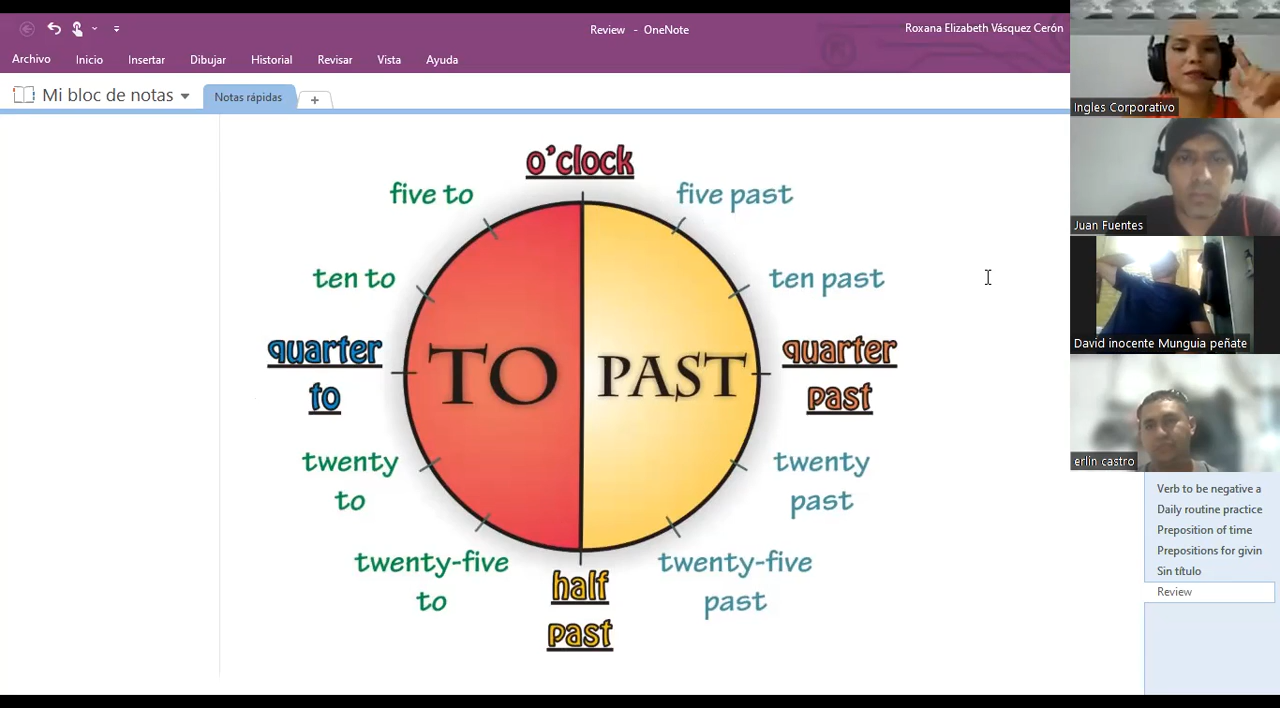 Review - OneNote
Roxana Elizabeth Vásquez Cerón
Archivo Inicio Insertar Dibujar Historial Revisar Vista Ayuda
Mi bloc de notas
Notas rápidas
+
o'clock
five to
five past
ten to
ten past
quarter
to
TO
PAST
quarter
past
twenty
to
twenty
past
twenty-five
to
half
past
twenty-five
past
Ingles Corporativo
Juan Fuentes
David inocente Munguia peñate
erlin castro
Verb to be negative a
Daily routine practice
Preposition of time
Prepositions for givin
Sin título
Review